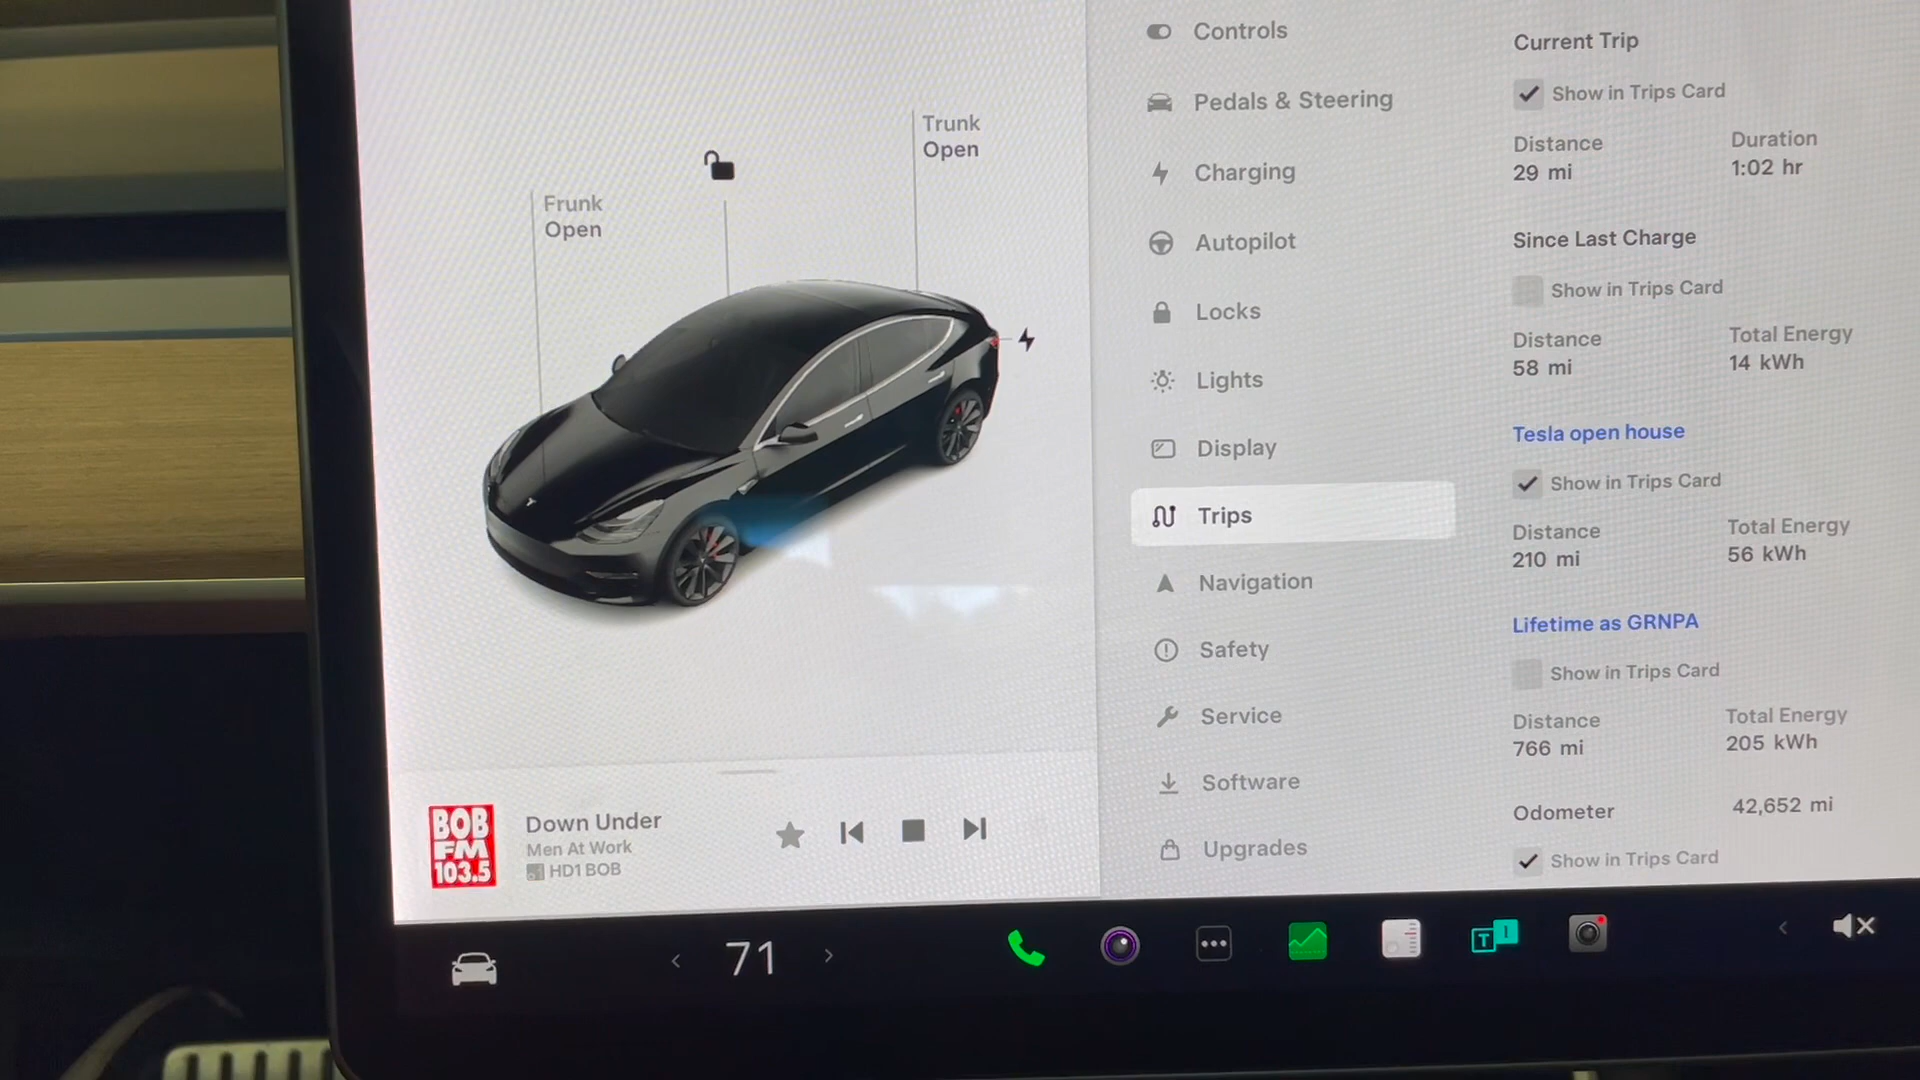 Trunk
Open
Frunk
Open
BOB
FM
103.5
Down Under
Men At Work
HD1 BOB
Controls
Pedals & Steering
Charging
Autopilot
Locks
Lights
Display
Trips
Navigation
Safety
Service
Software
Upgrades
Current Trip
Show in Trips Card
Distance
Duration
29 mi
1:02 hr
Since Last Charge
Show in Trips Card
Distance
Total Energy
58 mi
14 kWh
Tesla open house
Show in Trips Card
Distance
Total Energy
210 mi
56 kWh
Lifetime as GRNPA
Show in Trips Card
Distance
Total Energy
766 mi
205 kWh
Odometer
42,652 mi
Show in Trips Card
71
T I